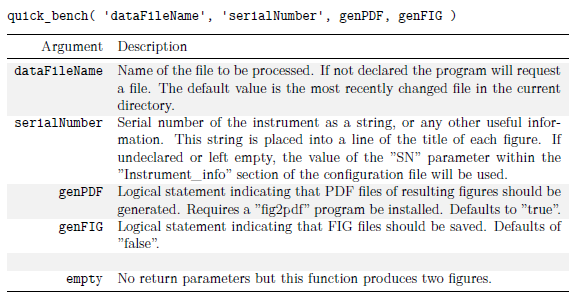 quick_bench( 'dataFileName', 'serialNumber', genPDF, genFIG )
Argument Description
dataFileName Name of the file to be processed. If not declared the program will request
a file. The default value is the most recently changed file in the current
directory.
serialNumber Serial number of the instrument as a string, or any other useful infor-
mation. This string is placed into a line of the title of each figure. If
undeclared or left empty, the value of the "SN" parameter within the
"Instrument_info" section of the configuration file will be used.
genPDF Logical statement indicating that PDF files of resulting figures should be
generated. Requires a "fig2pdf" program be installed. Defaults to "true".
genFIG Logical statement indicating that FIG files should be saved. Defaults of
"false".
empty No return parameters but this function produces two figures.